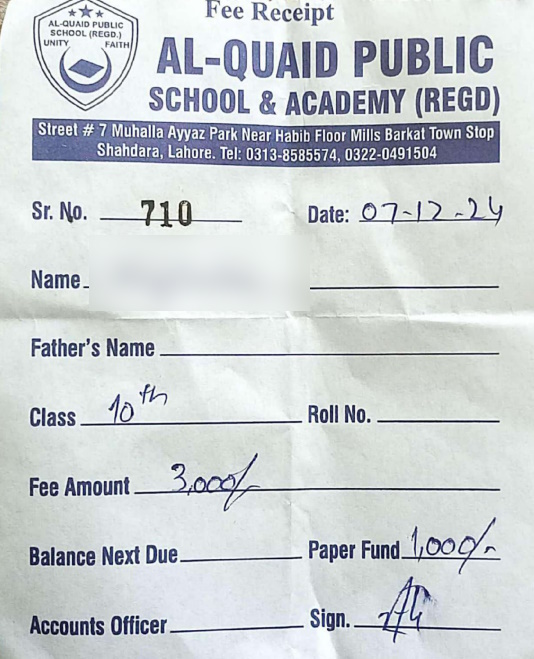 Fee Receipt
AL-QUAID PUBLIC
SCHOOL (REGD.)
UNITY FAITH
AL-QUAID PUBLIC
SCHOOL & ACADEMY (REGD)
Street # 7 Muhalla Ayyaz Park Near Habib Floor Mills Barkat Town Stop
Shahdara, Lahore. Tel: 0313-8585574, 0322-0491504
Sr. No. 710 Date: 07-12-24
Name
Father's Name
Class 10th Roll No.
Fee Amount 3,000/-
Balance Next Due Paper Fund 1,000/-
Accounts Officer Sign.